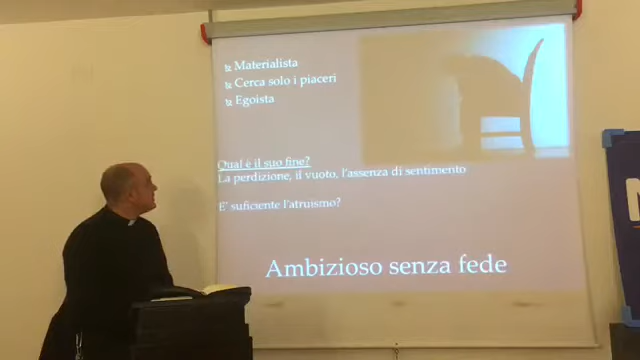 Materialista
Cerca solo i piaceri
Egoista
Qual è il suo fine?
La perdizione, il vuoto, l'assenza di sentimento
E' suficiente l'atruismo?
Ambizioso senza fede